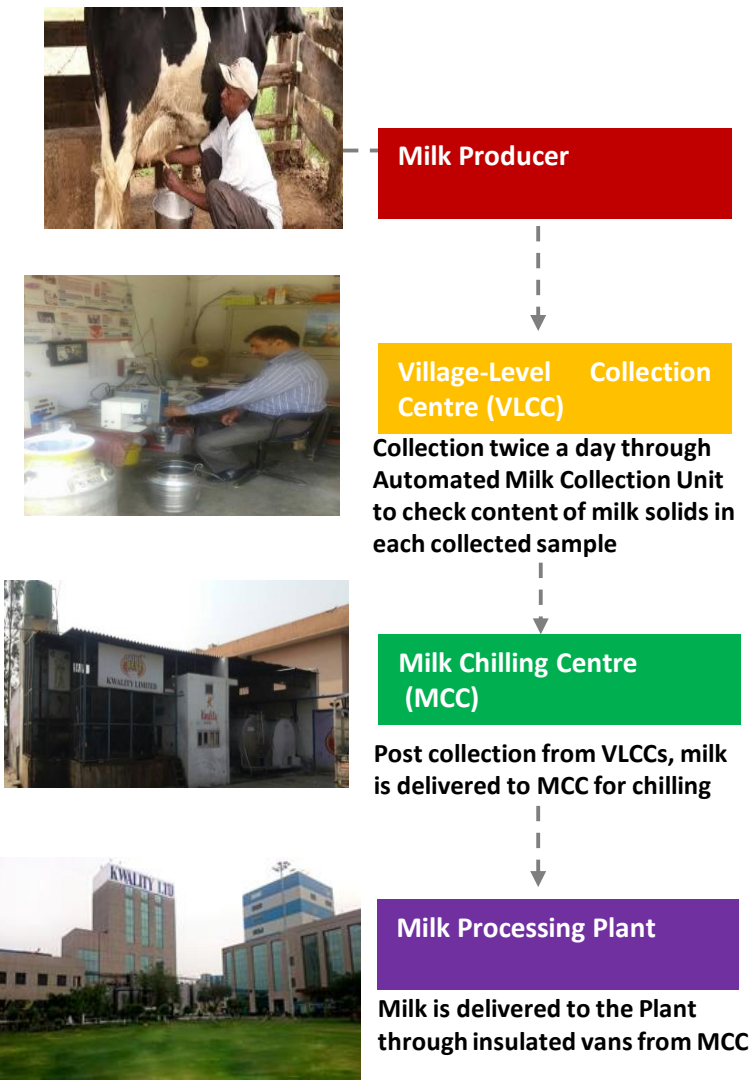 Milk Producer
Village-Level Collection
Centre (VLCC)
Collection twice a day through
Automated Milk Collection Unit
to check content of milk solids in
each collected sample
KWALITY LIMITED
Milk Chilling Centre
(MCC)
Post collection from VLCCs, milk
is delivered to MCC for chilling
KWALITY LTD
Milk Processing Plant
Milk is delivered to the Plant
through insulated vans from MCC